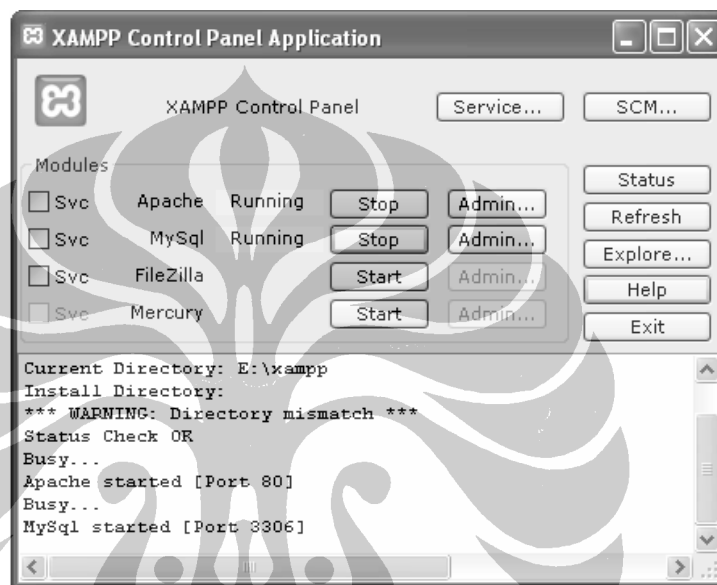 XAMPP Control Panel Application
XAMPP Control Panel Service... SCM...
Modules
Svc Apache Running Stop Admin...
Svc MySql Running Stop Admin...
Svc FileZilla Start Admin...
Svc Mercury Start Admin...
Status
Refresh
Explore...
Help
Exit
Current Directory: E:\xampp
Install Directory:
*** WARNING: Directory mismatch ***
Status Check OK
Busy...
Apache started [Port 80]
Busy...
MySql started [Port 3306]